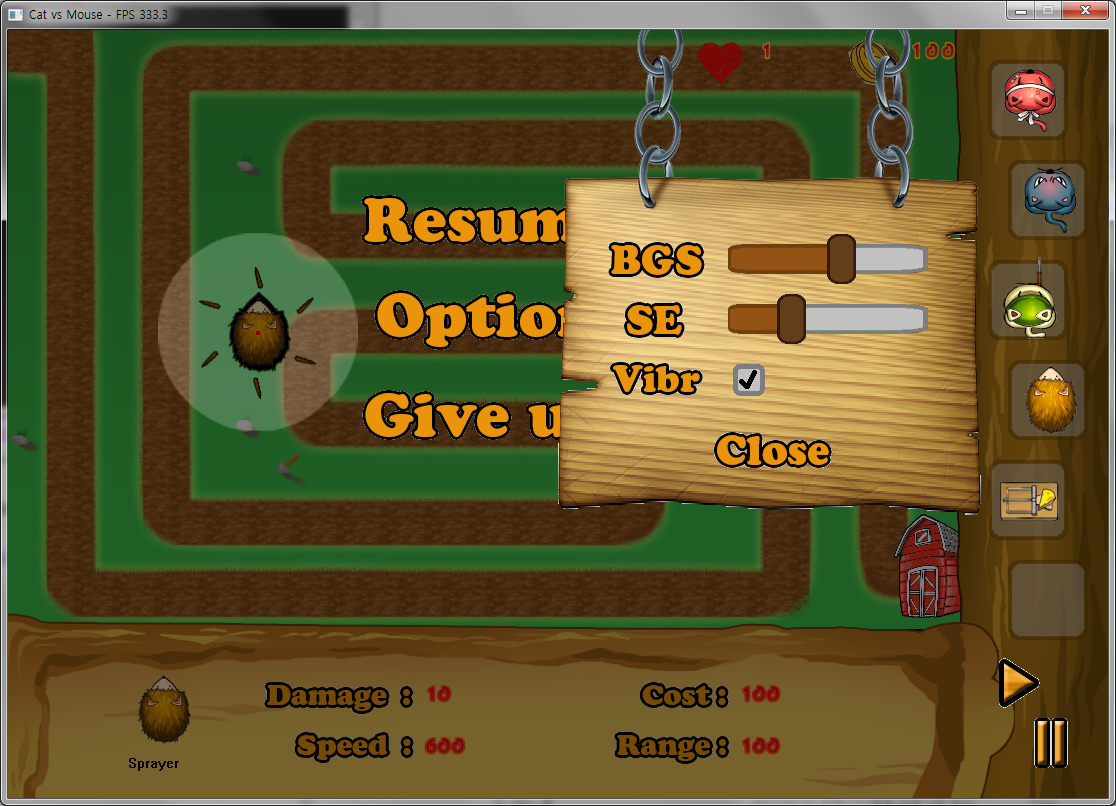 Cat vs Mouse - FPS 333.3
1
100
Resum
Option
Give u
BGS
SE
Vibr
Close
Damage : 10
Cost : 100
Speed : 600
Range : 100
Sprayer